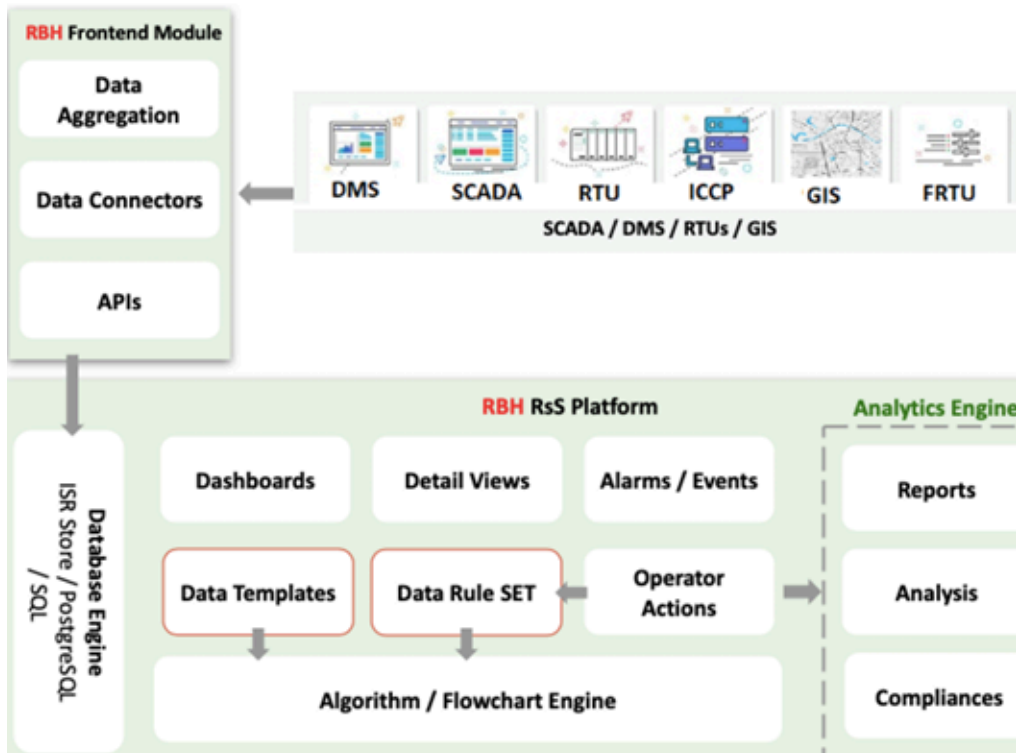 RBH Frontend Module
Data
Aggregation
Data Connectors
APIs
DMS
SCADA
RTU
ICCP
GIS
FRTU
SCADA / DMS / RTUs / GIS
RBH RsS Platform
Analytics Engine
Database Engine
ISR Store / PostgreSQL
/ SQL
Dashboards
Detail Views
Alarms / Events
Reports
Data Templates
Data Rule SET
Operator
Actions
Analysis
Algorithm / Flowchart Engine
Compliances